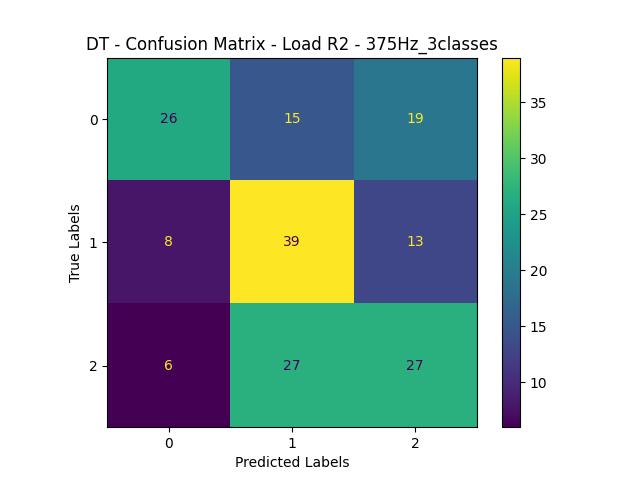 DT - Confusion Matrix - Load R2 - 375Hz_3classes
0 26 15 19
1 8 39 13
2 6 27 27
0 1 2
True Labels
Predicted Labels
35
30
25
20
15
10